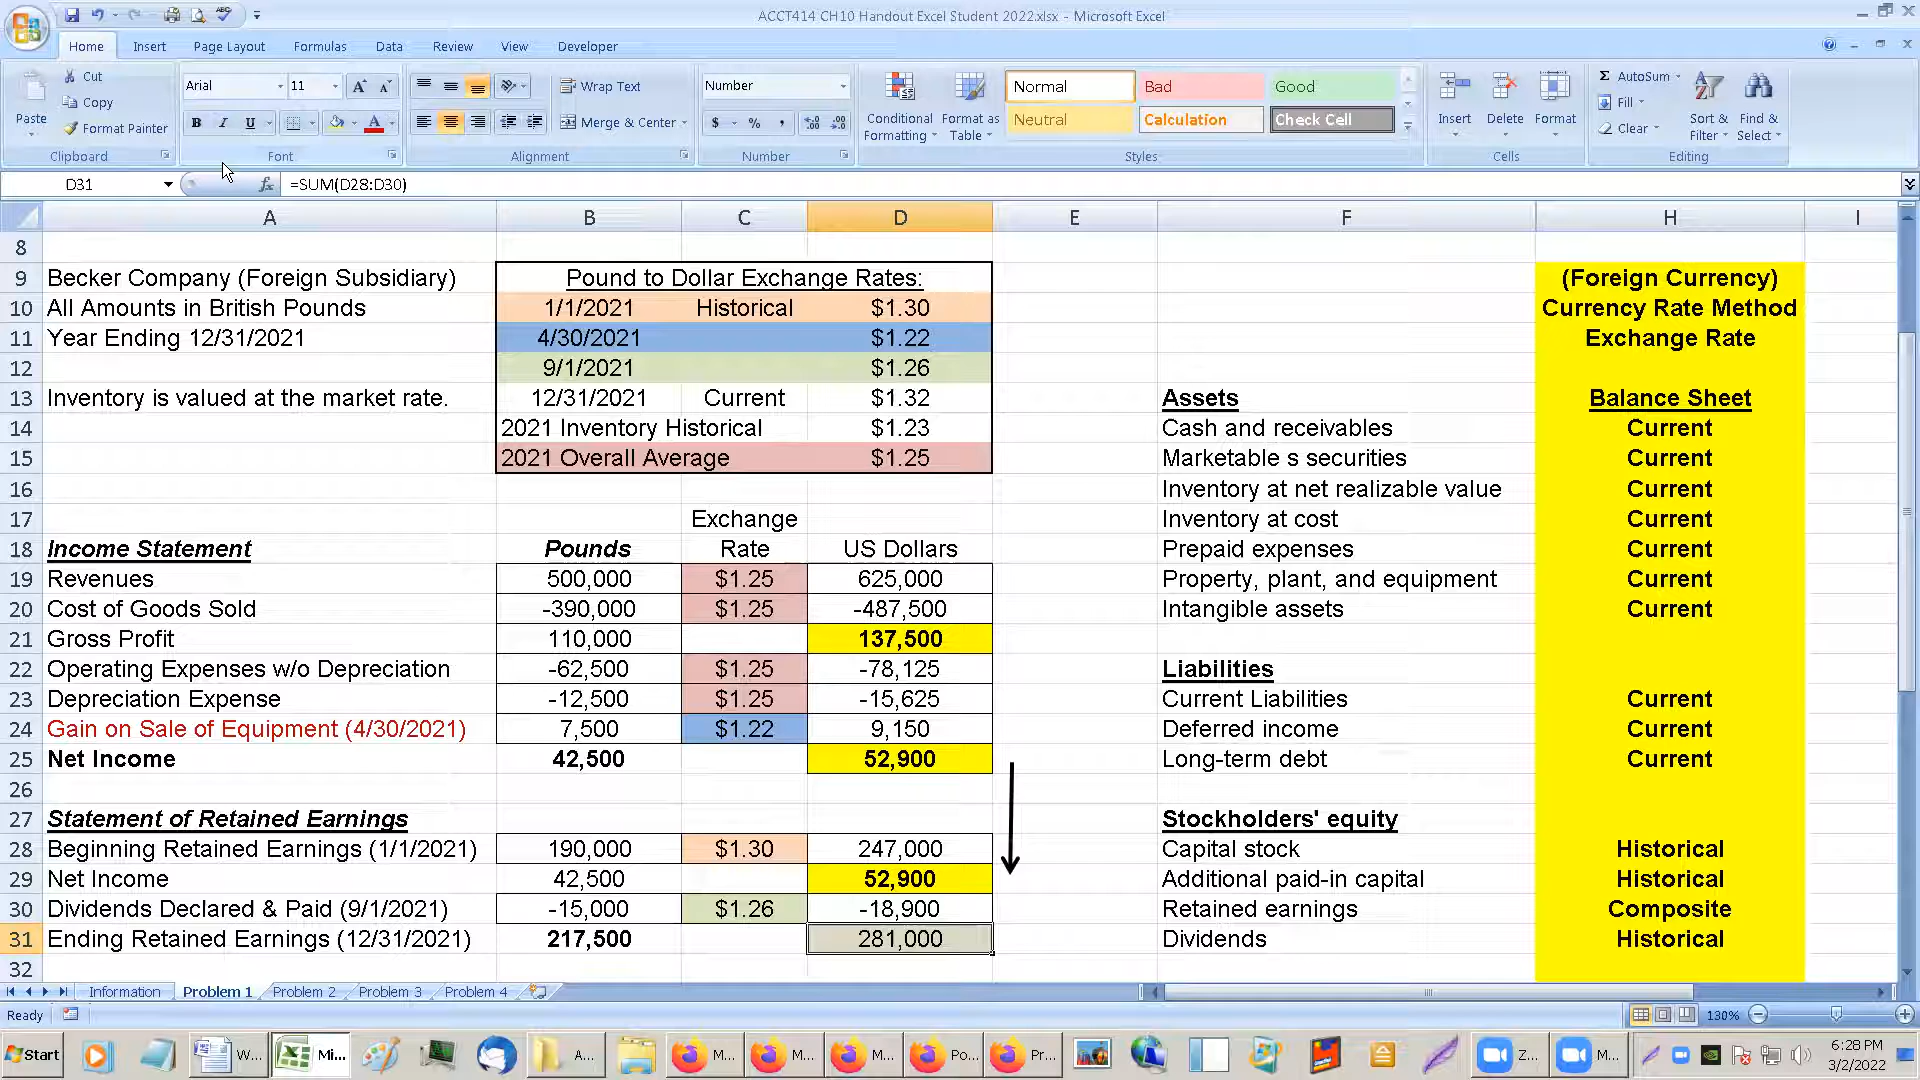 ACCT414 CH10 Handout Excel Student 2022.xlsx - Microsoft Excel
Home Insert Page Layout Formulas Data Review View Developer
Paste Cut Copy Format Painter Clipboard
Arial 11 A A B I U A Font
Wrap Text Merge & Center Alignment
Number $ % , Number
Conditional Formatting Format as Table Normal Bad Good Neutral Calculation Check Cell Styles
Insert Delete Format Cells
Σ AutoSum Fill Clear Sort & Filter Find & Select Editing
D31 fx =SUM(D28:D30)
A B C D E F H I
8
9 Becker Company (Foreign Subsidiary) Pound to Dollar Exchange Rates: (Foreign Currency)
10 All Amounts in British Pounds 1/1/2021 Historical $1.30 Currency Rate Method
11 Year Ending 12/31/2021 4/30/2021 $1.22 Exchange Rate
12 9/1/2021 $1.26
13 Inventory is valued at the market rate. 12/31/2021 Current $1.32 Assets Balance Sheet
14 2021 Inventory Historical $1.23 Cash and receivables Current
15 2021 Overall Average $1.25 Marketable s securities Current
16 Inventory at net realizable value Current
17 Exchange Inventory at cost Current
18 Income Statement Pounds Rate US Dollars Prepaid expenses Current
19 Revenues 500,000 $1.25 625,000 Property, plant, and equipment Current
20 Cost of Goods Sold -390,000 $1.25 -487,500 Intangible assets Current
21 Gross Profit 110,000 137,500
22 Operating Expenses w/o Depreciation -62,500 $1.25 -78,125 Liabilities
23 Depreciation Expense -12,500 $1.25 -15,625 Current Liabilities Current
24 Gain on Sale of Equipment (4/30/2021) 7,500 $1.22 9,150 Deferred income Current
25 Net Income 42,500 52,900 Long-term debt Current
26
27 Statement of Retained Earnings Stockholders' equity
28 Beginning Retained Earnings (1/1/2021) 190,000 $1.30 247,000 Capital stock Historical
29 Net Income 42,500 52,900 Additional paid-in capital Historical
30 Dividends Declared & Paid (9/1/2021) -15,000 $1.26 -18,900 Retained earnings Composite
31 Ending Retained Earnings (12/31/2021) 217,500 281,000 Dividends Historical
32
Information Problem 1 Problem 2 Problem 3 Problem 4
Ready 130%
Start W... Mi... A... M... M... M... Po... Pr... Z... M... 6:28 PM
3/2/2022